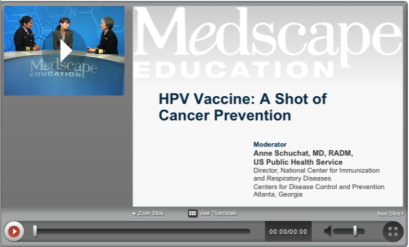 Medscape
EDUCATION
Medscape
EDUCATION
HPV Vaccine: A Shot of
Cancer Prevention
Moderator
Anne Schuchat, MD, RADM,
US Public Health Service
Director, National Center for Immunization
and Respiratory Diseases
Centers for Disease Control and Prevention
Atlanta, Georgia
Zoom Slide
View Thumbnails
Next Slide
00:00/00:00